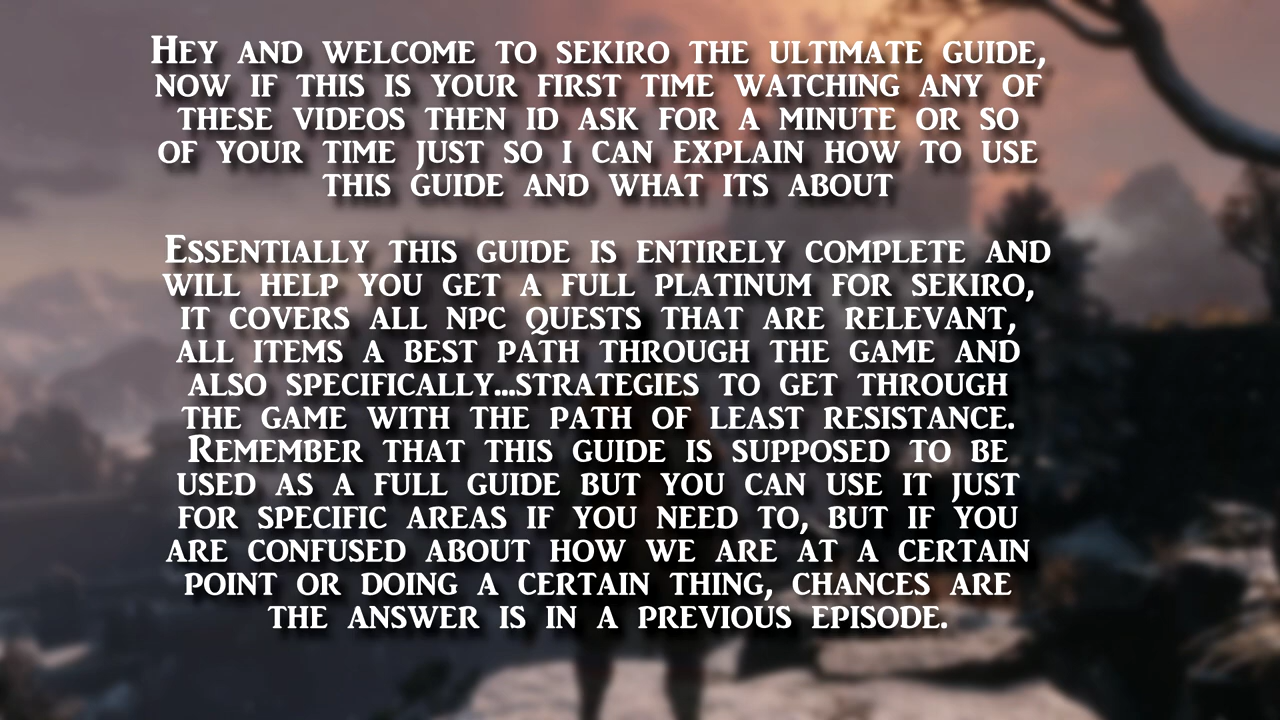 Hey and welcome to sekiro the ultimate guide,
now if this is your first time watching any of
these videos then id ask for a minute or so
of your time just so i can explain how to use
this guide and what its about
Essentially this guide is entirely complete and
will help you get a full platinum for sekiro,
it covers all npc quests that are relevant,
all items a best path through the game and
also specifically...strategies to get through
the game with the path of least resistance.
Remember that this guide is supposed to be
used as a full guide but you can use it just
for specific areas if you need to, but if you
are confused about how we are at a certain
point or doing a certain thing, chances are
the answer is in a previous episode.